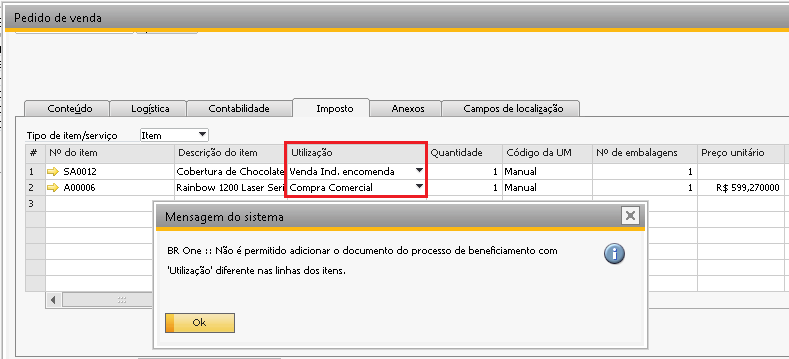 Pedido de venda
Conteúdo Logística Contabilidade Imposto Anexos Campos de localização
Tipo de item/serviço Item
# Nº do item Descrição do item Utilização Quantidade Código da UM Nº de embalagens Preço unitário
1 SA0012 Cobertura de Chocolate Venda Ind. encomenda 1 Manual 1
2 A00006 Rainbow 1200 Laser Seri Compra Comercial 1 Manual 1 R$ 599,270000
3
Mensagem do sistema
BR One :: Não é permitido adicionar o documento do processo de beneficiamento com
'Utilização' diferente nas linhas dos itens.
Ok